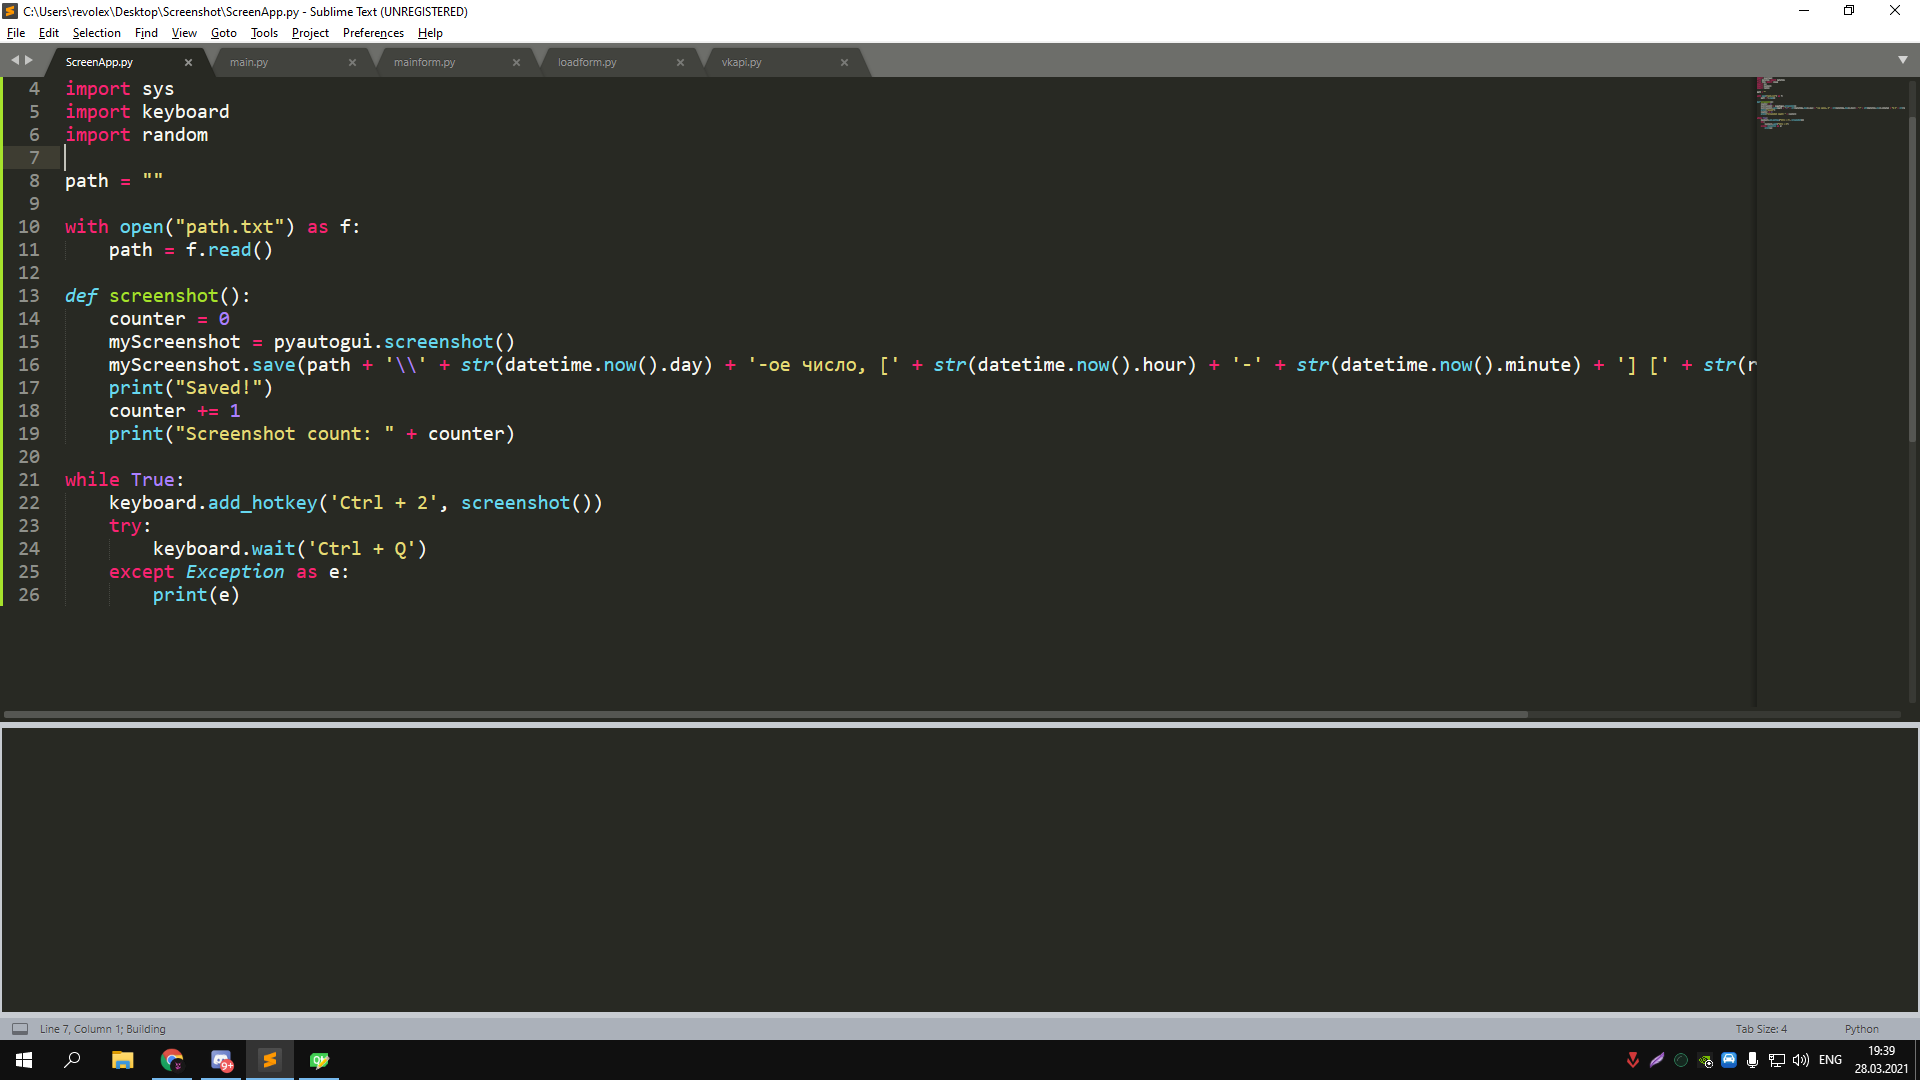 C:\Users\revolex\Desktop\Screenshot\ScreenApp.py - Sublime Text (UNREGISTERED)
File Edit Selection Find View Goto Tools Project Preferences Help
ScreenApp.py main.py mainform.py loadform.py vkapi.py
4 import sys
5 import keyboard
6 import random
7
8 path = ""
9
10 with open("path.txt") as f:
11 path = f.read()
12
13 def screenshot():
14 counter = 0
15 myScreenshot = pyautogui.screenshot()
16 myScreenshot.save(path + '\\' + str(datetime.now().day) + '-ое число, [' + str(datetime.now().hour) + '-' + str(datetime.now().minute) + '] [' + str(r
17 print("Saved!")
18 counter += 1
19 print("Screenshot count: " + counter)
20
21 while True:
22 keyboard.add_hotkey('Ctrl + 2', screenshot())
23 try:
24 keyboard.wait('Ctrl + Q')
25 except Exception as e:
26 print(e)
Line 7, Column 1; Building Tab Size: 4 Python
9+ ENG 19:39
28.03.2021